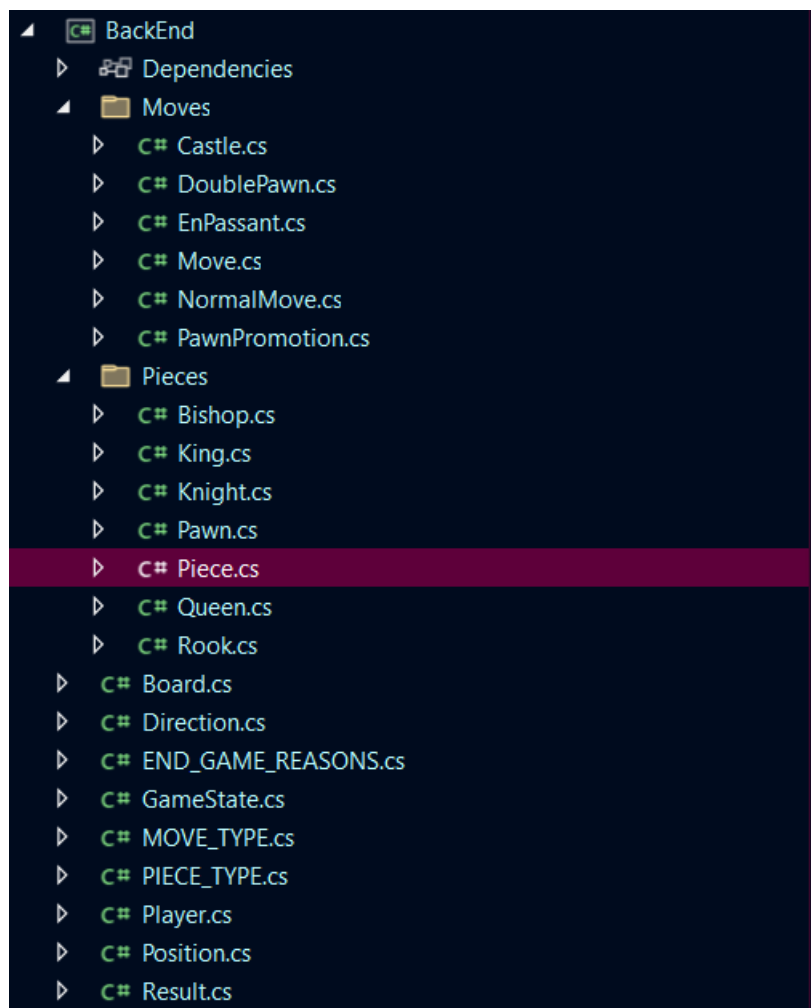 C# BackEnd
Dependencies
Moves
C# Castle.cs
C# DoublePawn.cs
C# EnPassant.cs
C# Move.cs
C# NormalMove.cs
C# PawnPromotion.cs
Pieces
C# Bishop.cs
C# King.cs
C# Knight.cs
C# Pawn.cs
C# Piece.cs
C# Queen.cs
C# Rook.cs
C# Board.cs
C# Direction.cs
C# END_GAME_REASONS.cs
C# GameState.cs
C# MOVE_TYPE.cs
C# PIECE_TYPE.cs
C# Player.cs
C# Position.cs
C# Result.cs